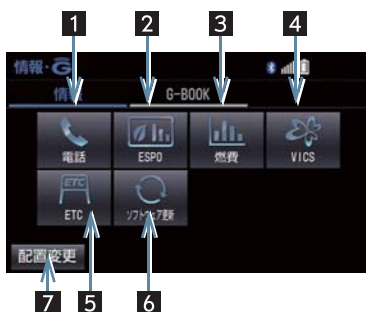 1 2 3 4
情報・G
情報 G-BOOK
電話 ESPO 燃費 VICS
ETC
ETC ソフトウェア更新
配置変更
7 5 6